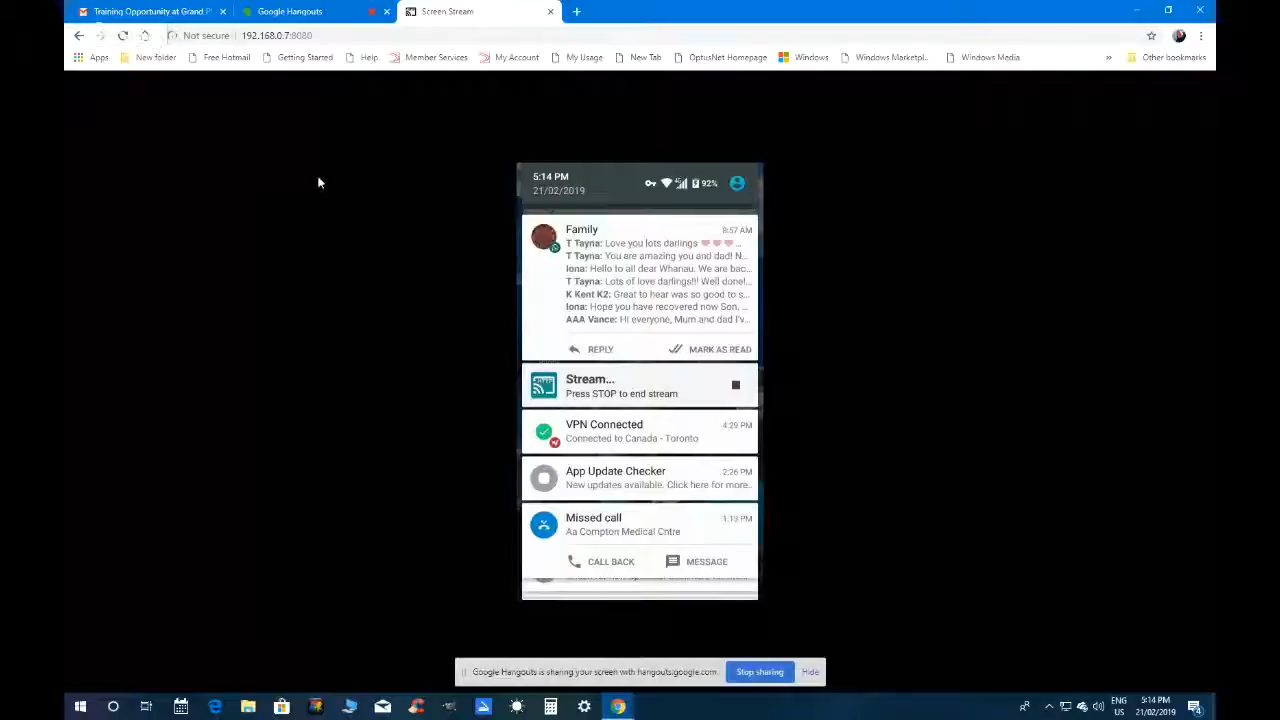 Training Opportunity at Grand P
Google Hangouts
Screen Stream
Not secure
192.168.0.7:8080
Apps
New folder
Free Hotmail
Getting Started
Help
Member Services
My Account
My Usage
New Tab
OptusNet Homepage
Windows
Windows Marketpl..
Windows Media
»
Other bookmarks
5:14 PM
92%
21/02/2019
Family
8:57 AM
T Tayna: Love you lots darlings ❤❤❤ ...
T Tayna: You are amazing you and dad! N...
Iona: Hello to all dear Whanau. We are bac...
T Tayna: Lots of love darlings!!! Well done!...
K Kent K2: Great to hear was so good to s...
Iona: Hope you have recovered now Son. ...
AAA Vance: Hi everyone, Mum and dad I'v...
REPLY
MARK AS READ
Stream...
Press STOP to end stream
VPN Connected
4:29 PM
Connected to Canada - Toronto
App Update Checker
2:26 PM
New updates available. Click here for more..
Missed call
1:13 PM
Aa Compton Medical Cntre
CALL BACK
MESSAGE
Google Hangouts is sharing your screen with hangouts.google.com.
Stop sharing
Hide
ENG
US
5:14 PM
21/02/2019